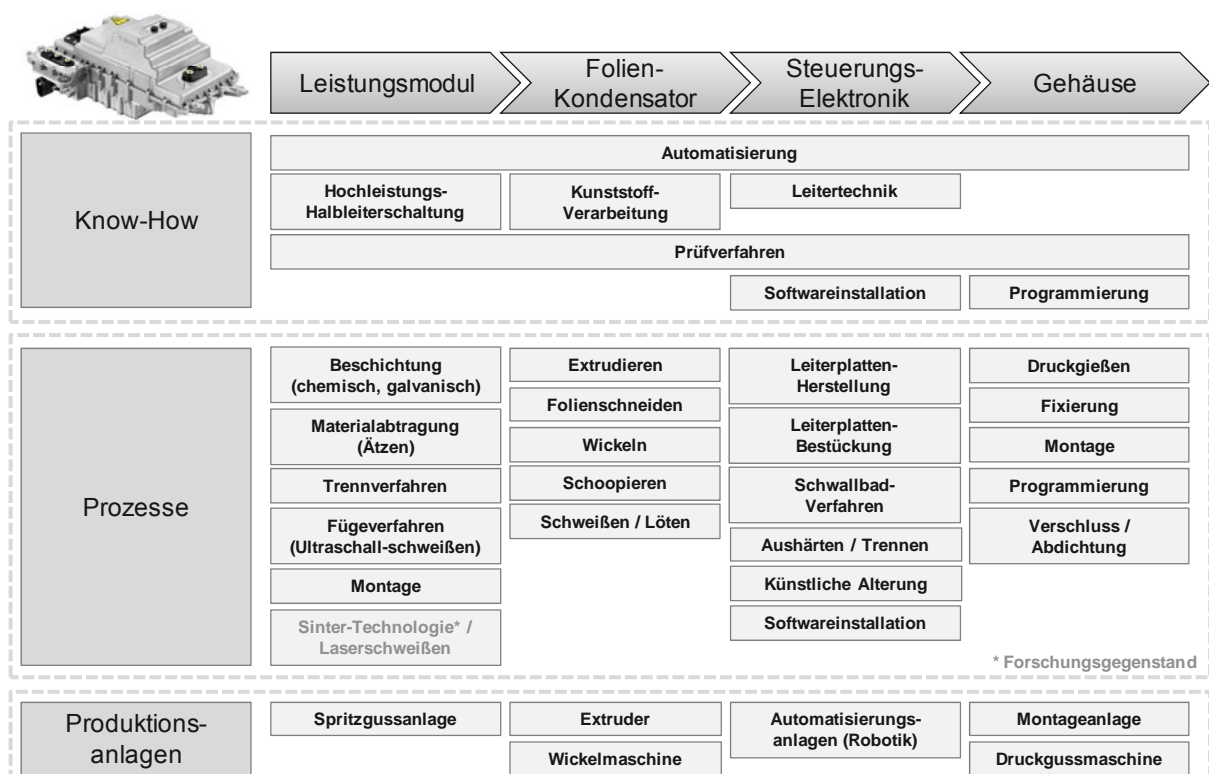 Leistungsmodul
Folien-
Kondensator
Steuerungs-
Elektronik
Gehäuse
Know-How
Automatisierung
Hochleistungs-
Halbleiterschaltung
Kunststoff-
Verarbeitung
Leitertechnik
Prüfverfahren
Softwareinstallation
Programmierung
Prozesse
Beschichtung
(chemisch, galvanisch)
Materialabtragung
(Ätzen)
Trennverfahren
Fügeverfahren
(Ultraschall-schweißen)
Montage
Sinter-Technologie* /
Laserschweißen
Extrudieren
Folienschneiden
Wickeln
Schoopieren
Schweißen / Löten
Leiterplatten-
Herstellung
Leiterplatten-
Bestückung
Schwallbad-
Verfahren
Aushärten / Trennen
Künstliche Alterung
Softwareinstallation
Druckgießen
Fixierung
Montage
Programmierung
Verschluss /
Abdichtung
* Forschungsgegenstand
Produktions-
anlagen
Spritzgussanlage
Extruder
Wickelmaschine
Automatisierungs-
anlagen (Robotik)
Montageanlage
Druckgussmaschine